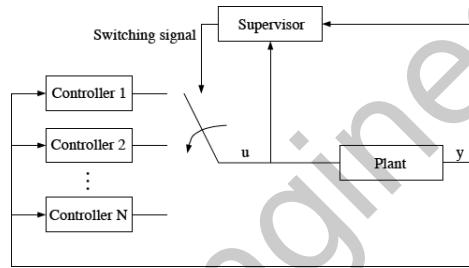 Supervisor
Switching signal
Controller 1
Controller 2
u
y
Plant
⋮
Controller N